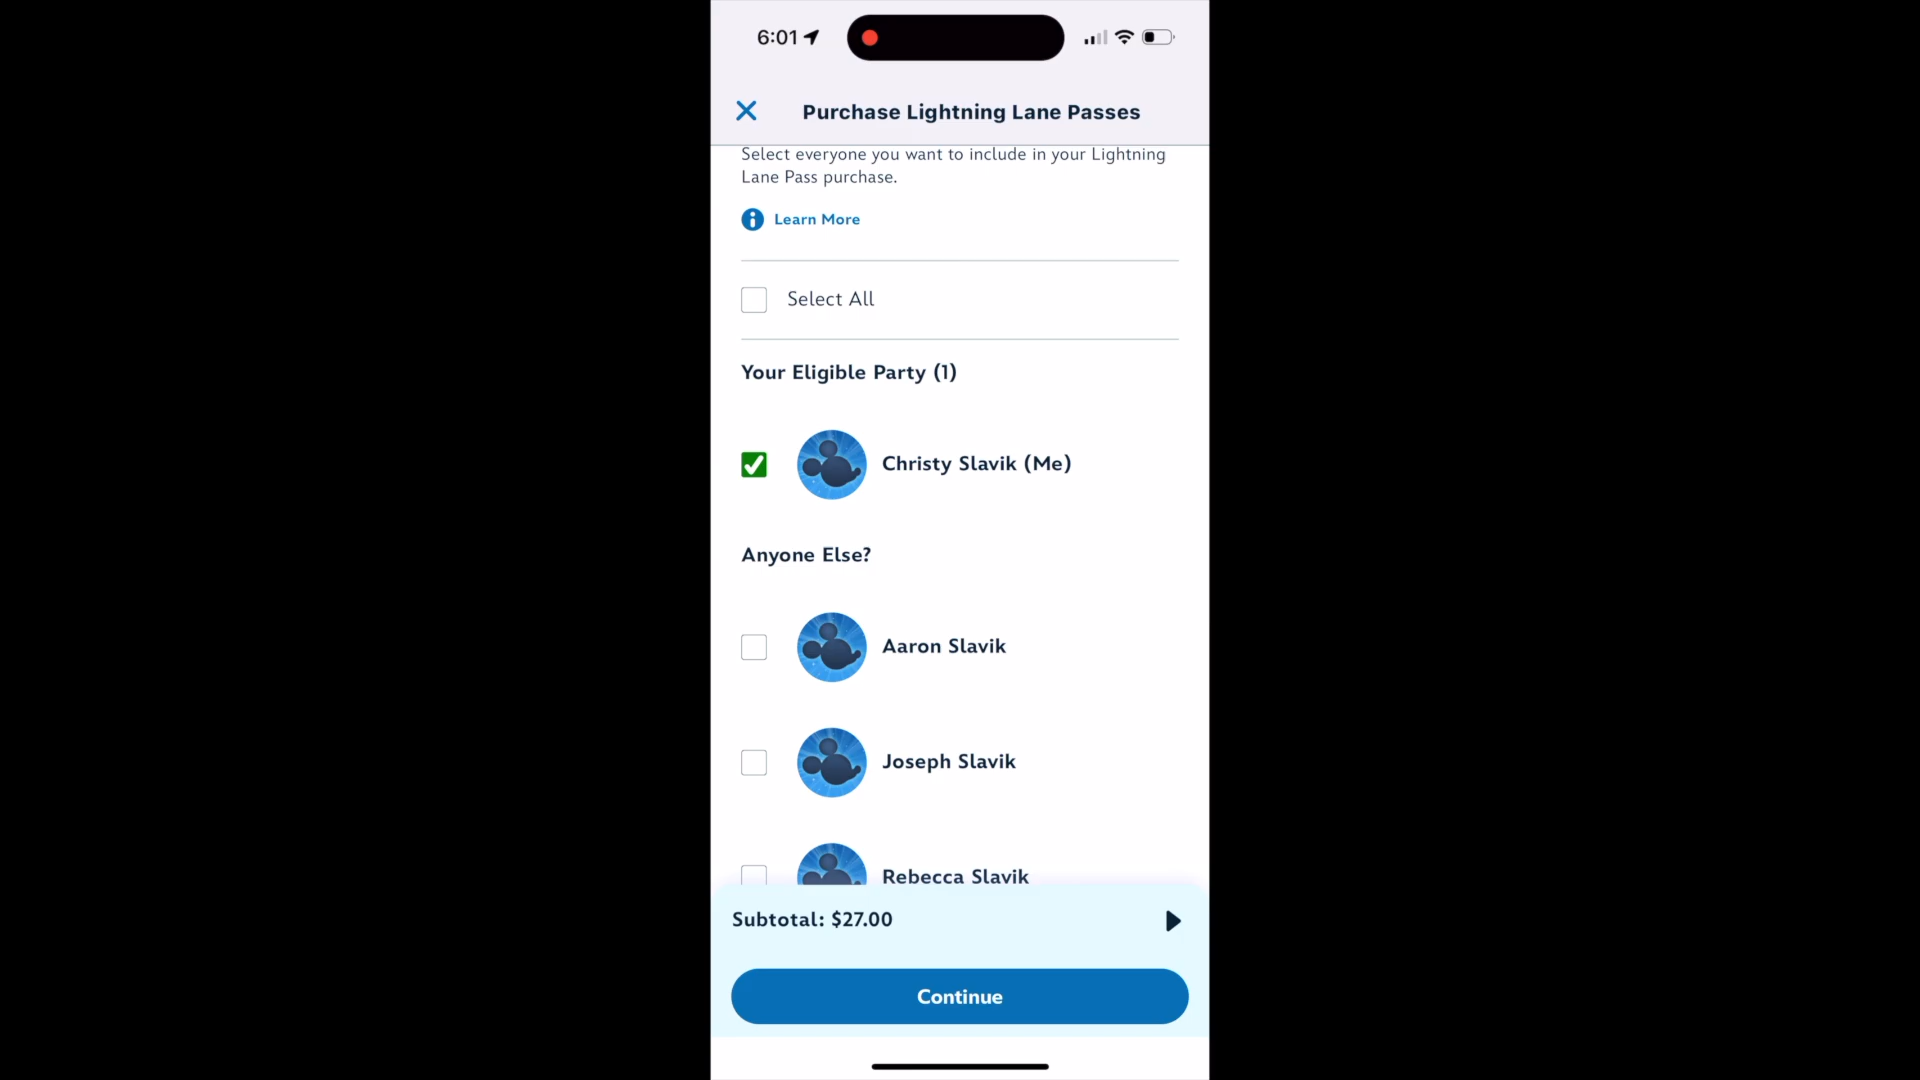 6:01
Purchase Lightning Lane Passes
Select everyone you want to include in your Lightning
Lane Pass purchase.
Learn More
Select All
Your Eligible Party (1)
Christy Slavik (Me)
Anyone Else?
Aaron Slavik
Joseph Slavik
Rebecca Slavik
Subtotal: $27.00
Continue